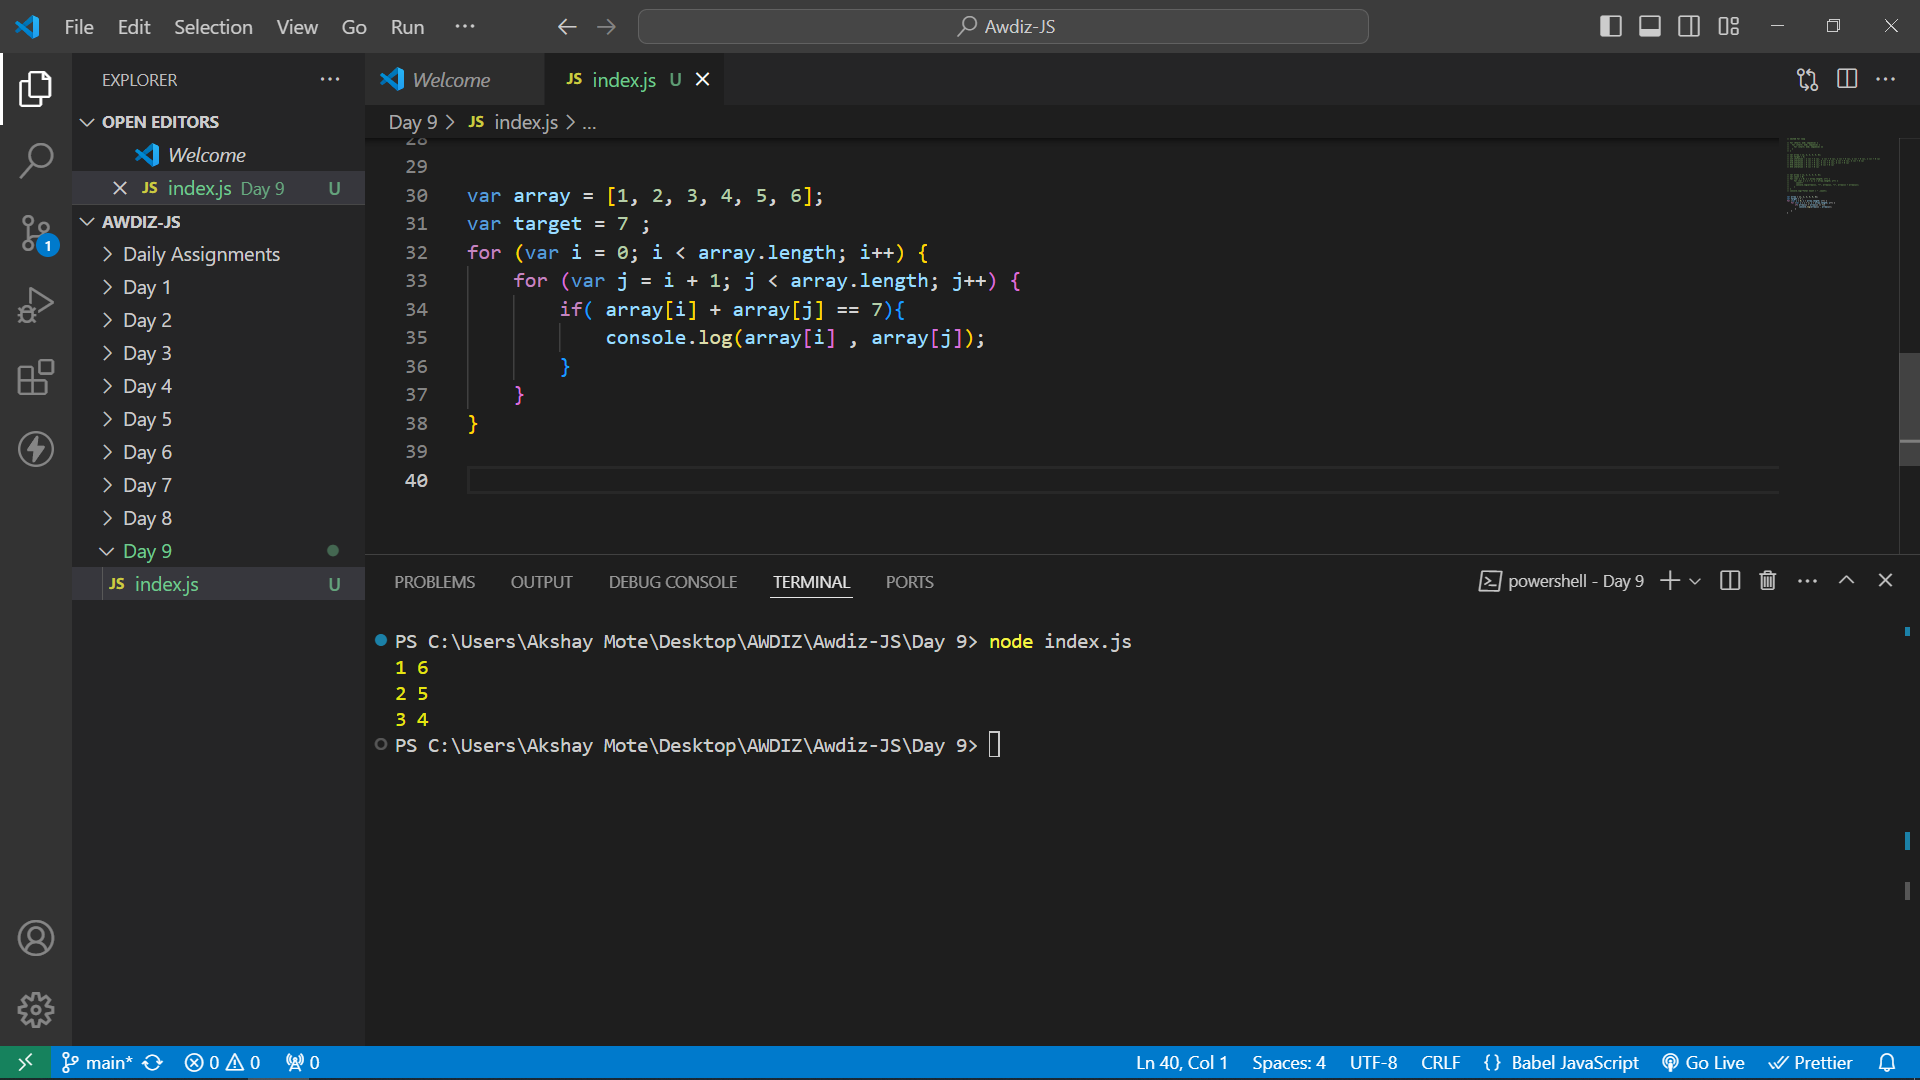 File Edit Selection View Go Run ··· Awdiz-JS
EXPLORER ···
OPEN EDITORS
Welcome
JS index.js Day 9 U
AWDIZ-JS
Daily Assignments
Day 1
Day 2
Day 3
Day 4
Day 5
Day 6
Day 7
Day 8
Day 9
JS index.js U
1
Welcome JS index.js U
Day 9 > JS index.js > ...
28
29
30 var array = [1, 2, 3, 4, 5, 6];
31 var target = 7 ;
32 for (var i = 0; i < array.length; i++) {
33 for (var j = i + 1; j < array.length; j++) {
34 if( array[i] + array[j] == 7){
35 console.log(array[i] , array[j]);
36 }
37 }
38 }
39
40
PROBLEMS OUTPUT DEBUG CONSOLE TERMINAL PORTS powershell - Day 9
PS C:\Users\Akshay Mote\Desktop\AWDIZ\Awdiz-JS\Day 9> node index.js
1 6
2 5
3 4
PS C:\Users\Akshay Mote\Desktop\AWDIZ\Awdiz-JS\Day 9>
main* 0 0 0 Ln 40, Col 1 Spaces: 4 UTF-8 CRLF {} Babel JavaScript Go Live Prettier